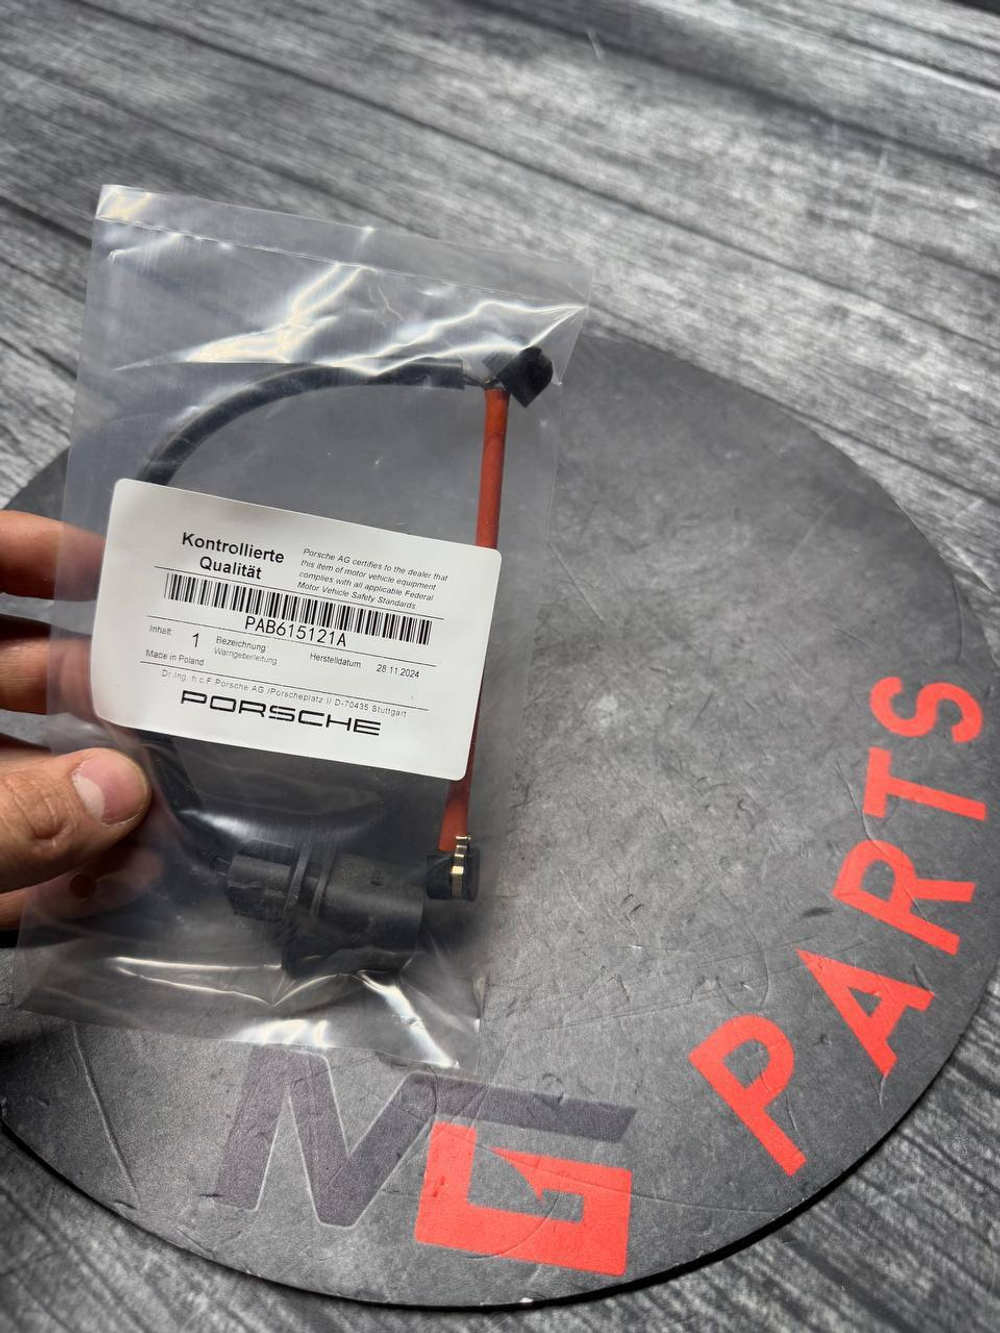 Kontrollierte
Qualität
Porsche AG certifies to the dealer that
this item of motor vehicle equipment
complies with all applicable Federal
Motor Vehicle Safety Standards
PAB615121A
Inhalt: 1 Bezeichnung Herstelldatum 28.11.2024
Warngeberleitung
Made in Poland
Dr.Ing. h.c.F.Porsche AG /Porscheplatz I/ D-70435 Stuttgart
PORSCHE
MG PARTS